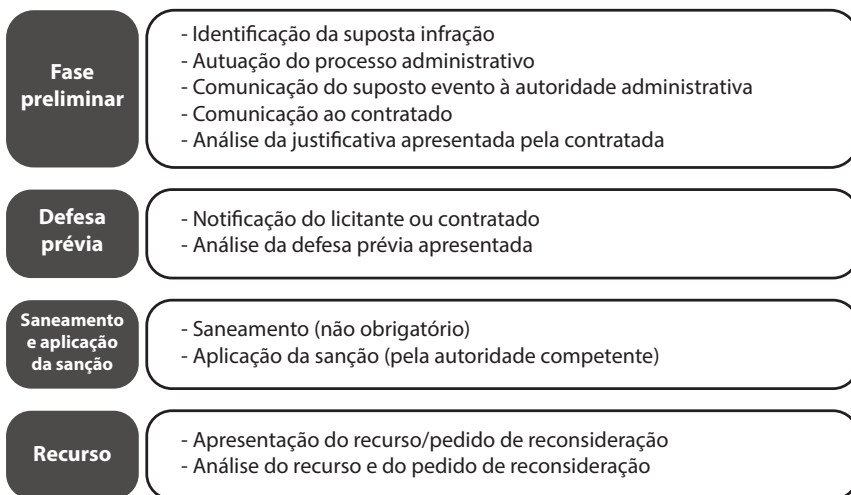 Fase
preliminar
- Identificação da suposta infração
- Autuação do processo administrativo
- Comunicação do suposto evento à autoridade administrativa
- Comunicação ao contratado
- Análise da justificativa apresentada pela contratada
Defesa
prévia
- Notificação do licitante ou contratado
- Análise da defesa prévia apresentada
Saneamento
e aplicação
da sanção
- Saneamento (não obrigatório)
- Aplicação da sanção (pela autoridade competente)
Recurso
- Apresentação do recurso/pedido de reconsideração
- Análise do recurso e do pedido de reconsideração